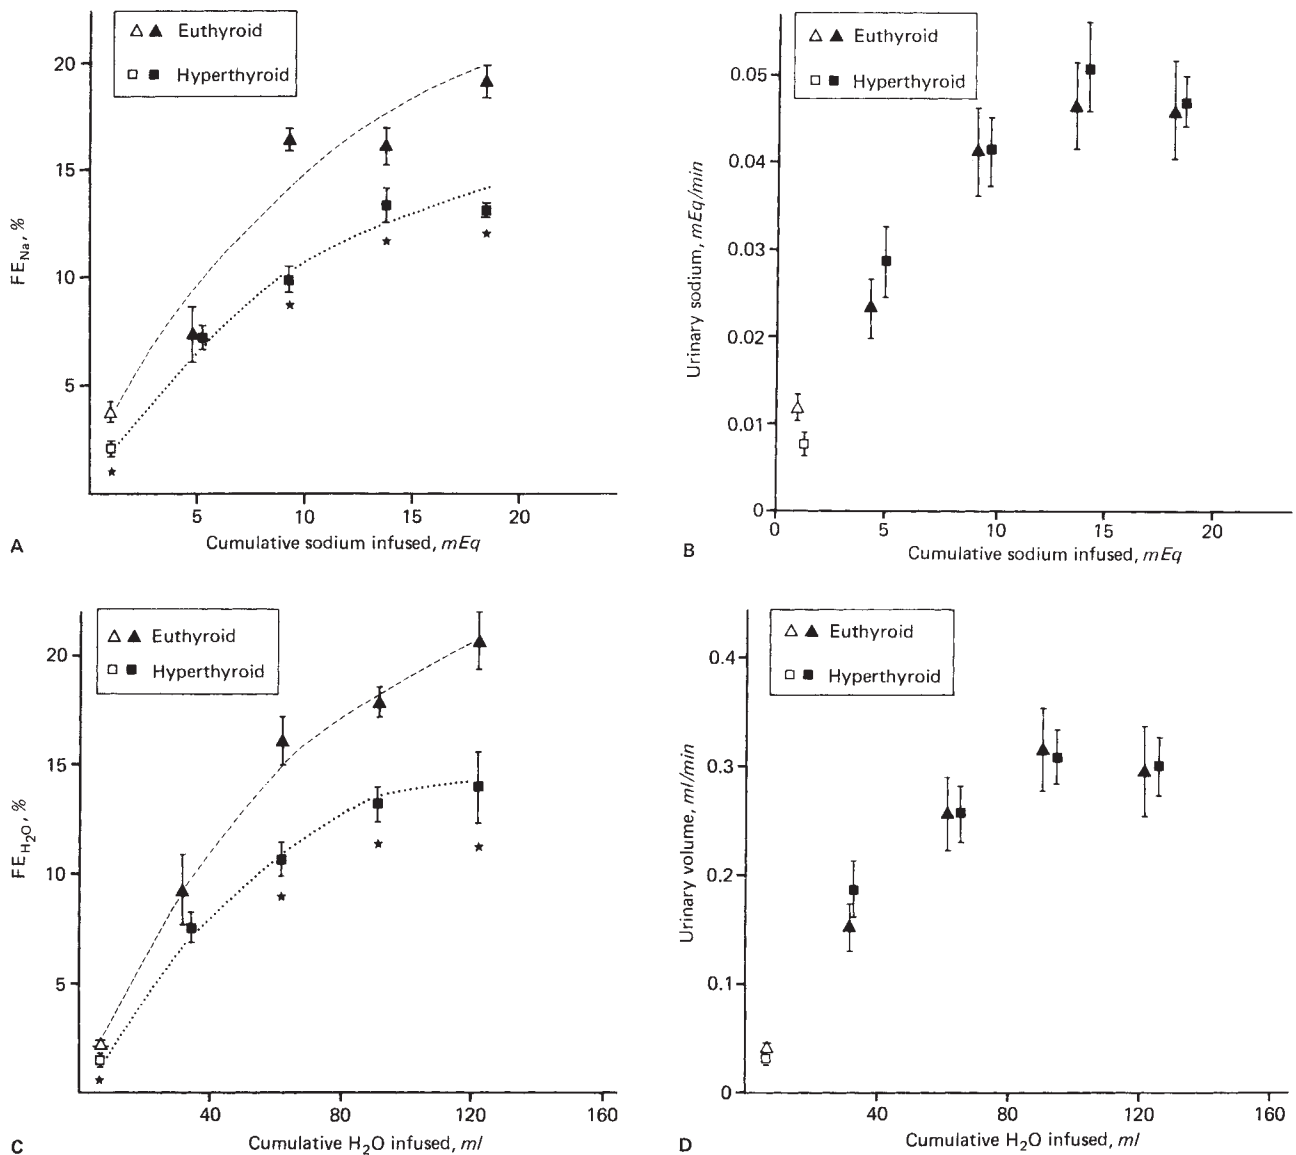 △ ▲ Euthyroid
□ ■ Hyperthyroid
20
15
10
5
FE_Na, %
★
★
★
★
5
10
15
20
A
Cumulative sodium infused, mEq
△ ▲ Euthyroid
□ ■ Hyperthyroid
0.05
0.04
0.03
0.02
0.01
0
Urinary sodium, mEq/min
0
5
10
15
20
B
Cumulative sodium infused, mEq
△ ▲ Euthyroid
□ ■ Hyperthyroid
20
15
10
5
FE_H₂O, %
★
★
★
★
40
80
120
160
C
Cumulative H₂O infused, ml
△ ▲ Euthyroid
□ ■ Hyperthyroid
0.4
0.3
0.2
0.1
0
Urinary volume, ml/min
40
80
120
160
D
Cumulative H₂O infused, ml